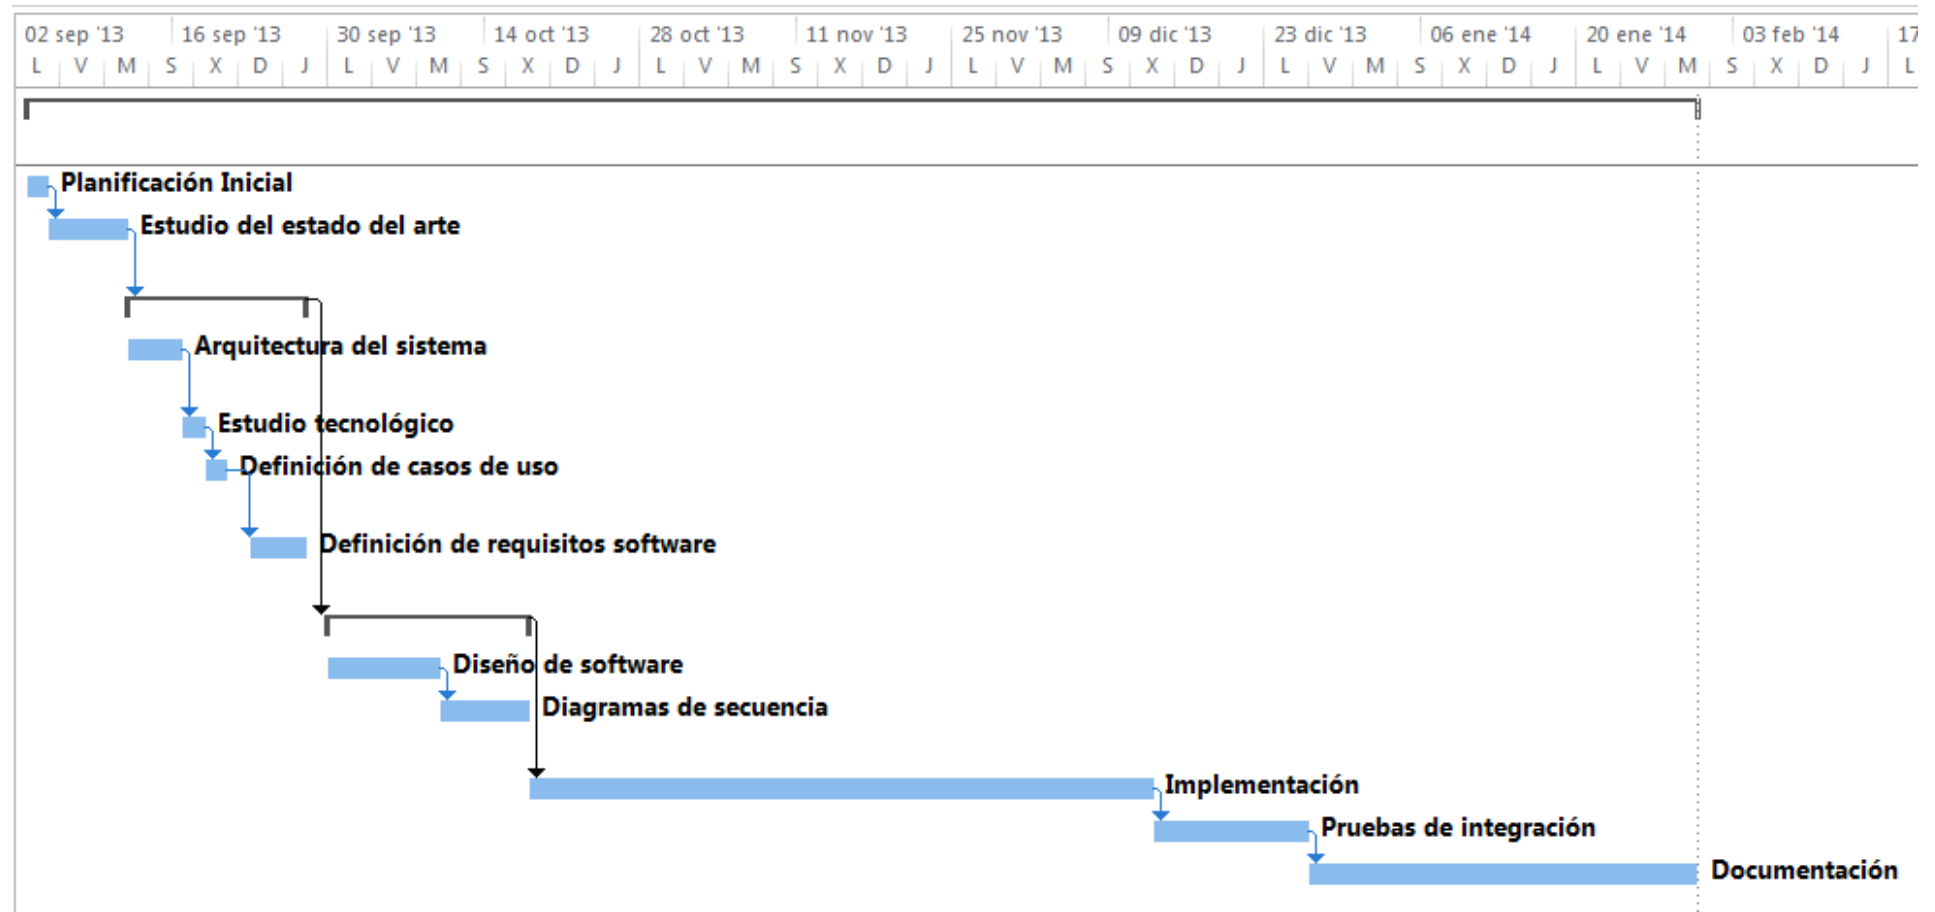 02 sep '13 16 sep '13 30 sep '13 14 oct '13 28 oct '13 11 nov '13 25 nov '13 09 dic '13 23 dic '13 06 ene '14 20 ene '14 03 feb '14 17
L V M S X D J L V M S X D J L V M S X D J L V M S X D J L V M S X D J L V M S X D J L
Planificación Inicial
Estudio del estado del arte
Arquitectura del sistema
Estudio tecnológico
Definición de casos de uso
Definición de requisitos software
Diseño de software
Diagramas de secuencia
Implementación
Pruebas de integración
Documentación